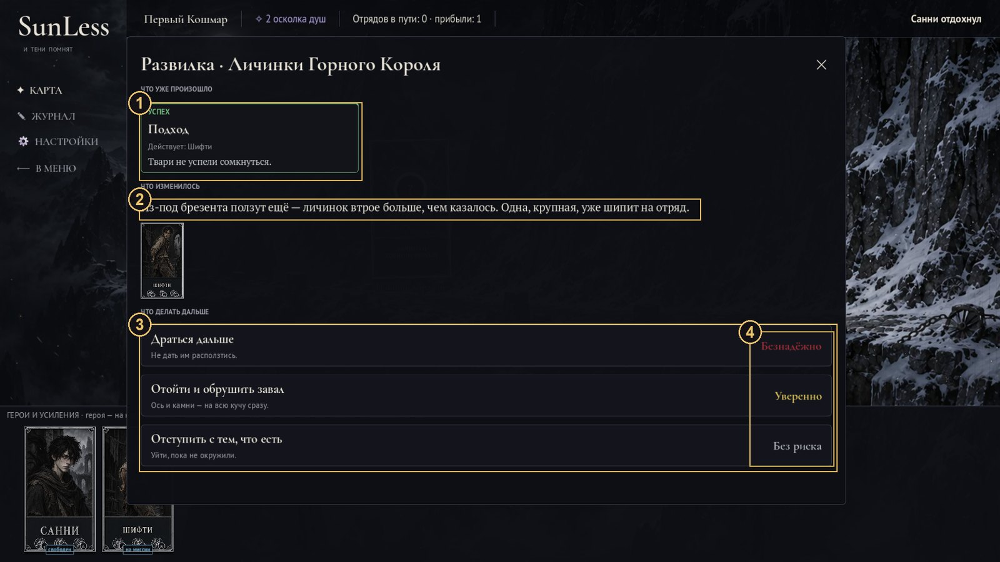 SunLess
и тени помнят
Первый Кошмар
✧ 2 осколка душ
Отрядов в пути: 0 · прибыли: 1
Санни отдохнул
КАРТА
ЖУРНАЛ
НАСТРОЙКИ
В МЕНЮ
Развилка · Личинки Горного Короля
ЧТО УЖЕ ПРОИЗОШЛО
1
УСПЕХ
Подход
Действует: Шифти
Твари не успели сомкнуться.
ЧТО ИЗМЕНИЛОСЬ
2
Из-под брезента ползут ещё — личинок втрое больше, чем казалось. Одна, крупная, уже шипит на отряд.
ШИФТИ
ЧТО ДЕЛАТЬ ДАЛЬШЕ
3
4
Драться дальше
Безнадёжно
Не дать им расползтись.
Отойти и обрушить завал
Уверенно
Ось и камни — на всю кучу сразу.
Отступить с тем, что есть
Без риска
Уйти, пока не окружили.
ГЕРОИ И УСИЛЕНИЯ · героя — на
САННИ
свободен
ШИФТИ
на миссии